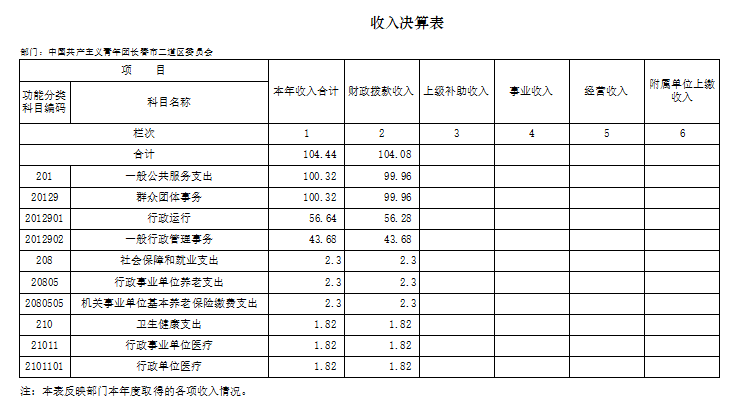 收入决算表
部门：中国共产主义青年团长春市二道区委员会
项 目 本年收入合计 财政拨款收入 上级补助收入 事业收入 经营收入 附属单位上缴收入
功能分类科目编码 科目名称
栏次 1 2 3 4 5 6
合计 104.44 104.08
201 一般公共服务支出 100.32 99.96
20129 群众团体事务 100.32 99.96
2012901 行政运行 56.64 56.28
2012902 一般行政管理事务 43.68 43.68
208 社会保障和就业支出 2.3 2.3
20805 行政事业单位养老支出 2.3 2.3
2080505 机关事业单位基本养老保险缴费支出 2.3 2.3
210 卫生健康支出 1.82 1.82
21011 行政事业单位医疗 1.82 1.82
2101101 行政单位医疗 1.82 1.82
注：本表反映部门本年度取得的各项收入情况。